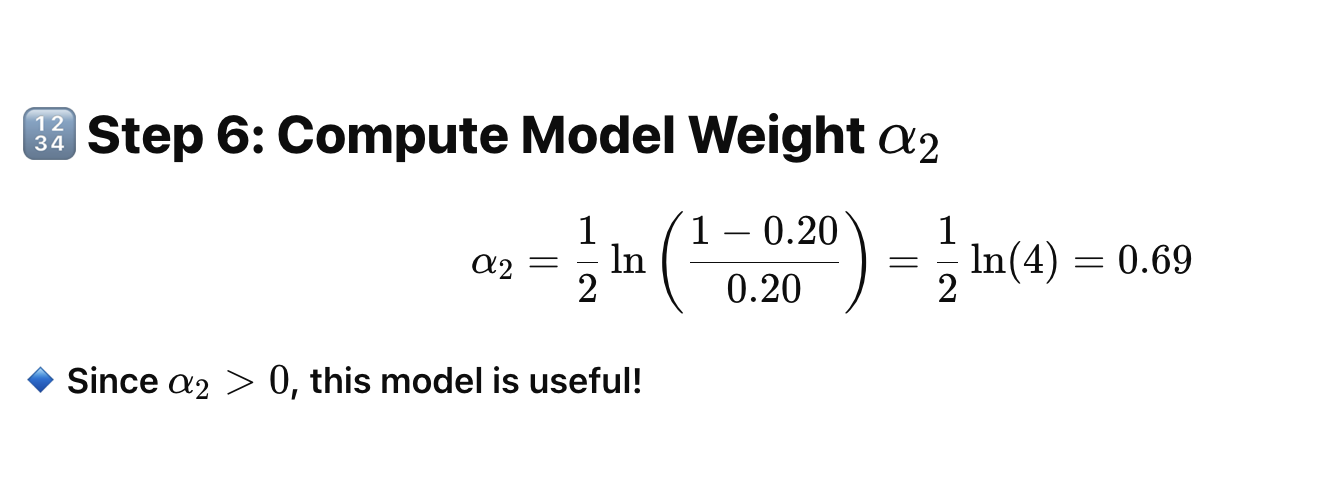 🔢 Step 6: Compute Model Weight α₂
α₂ = 1/2 ln((1 − 0.20)/0.20) = 1/2 ln(4) = 0.69
🔹 Since α₂ > 0, this model is useful!